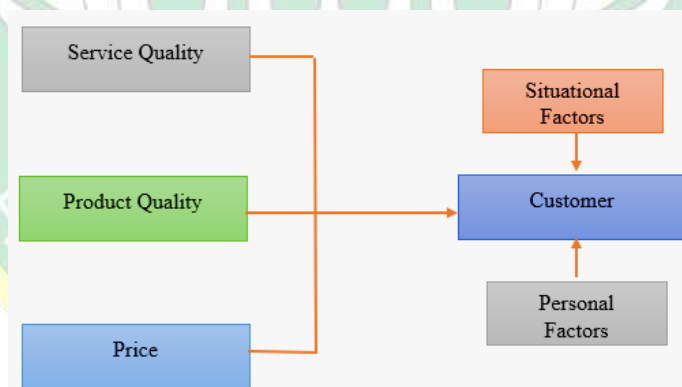 Service Quality
Situational
Factors
Product Quality
Customer
Personal
Factors
Price